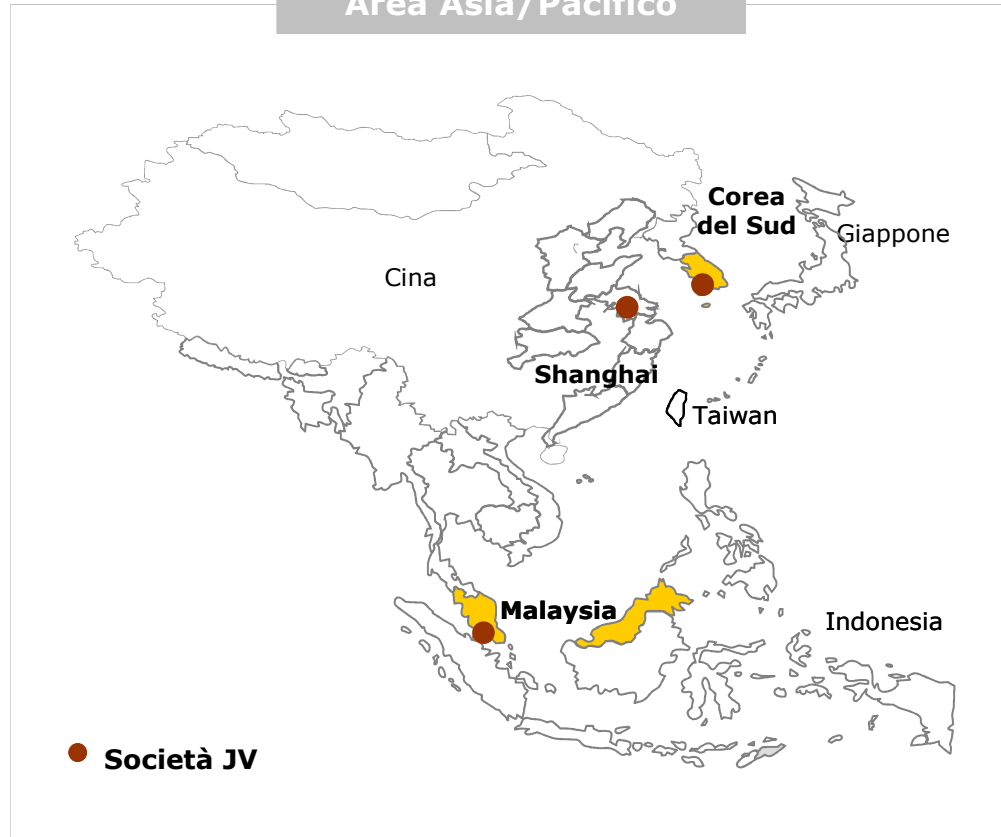 Area Asia/Pacifico
Corea
del Sud
Giappone
Cina
Shanghai
Taiwan
Malaysia
Indonesia
Società JV